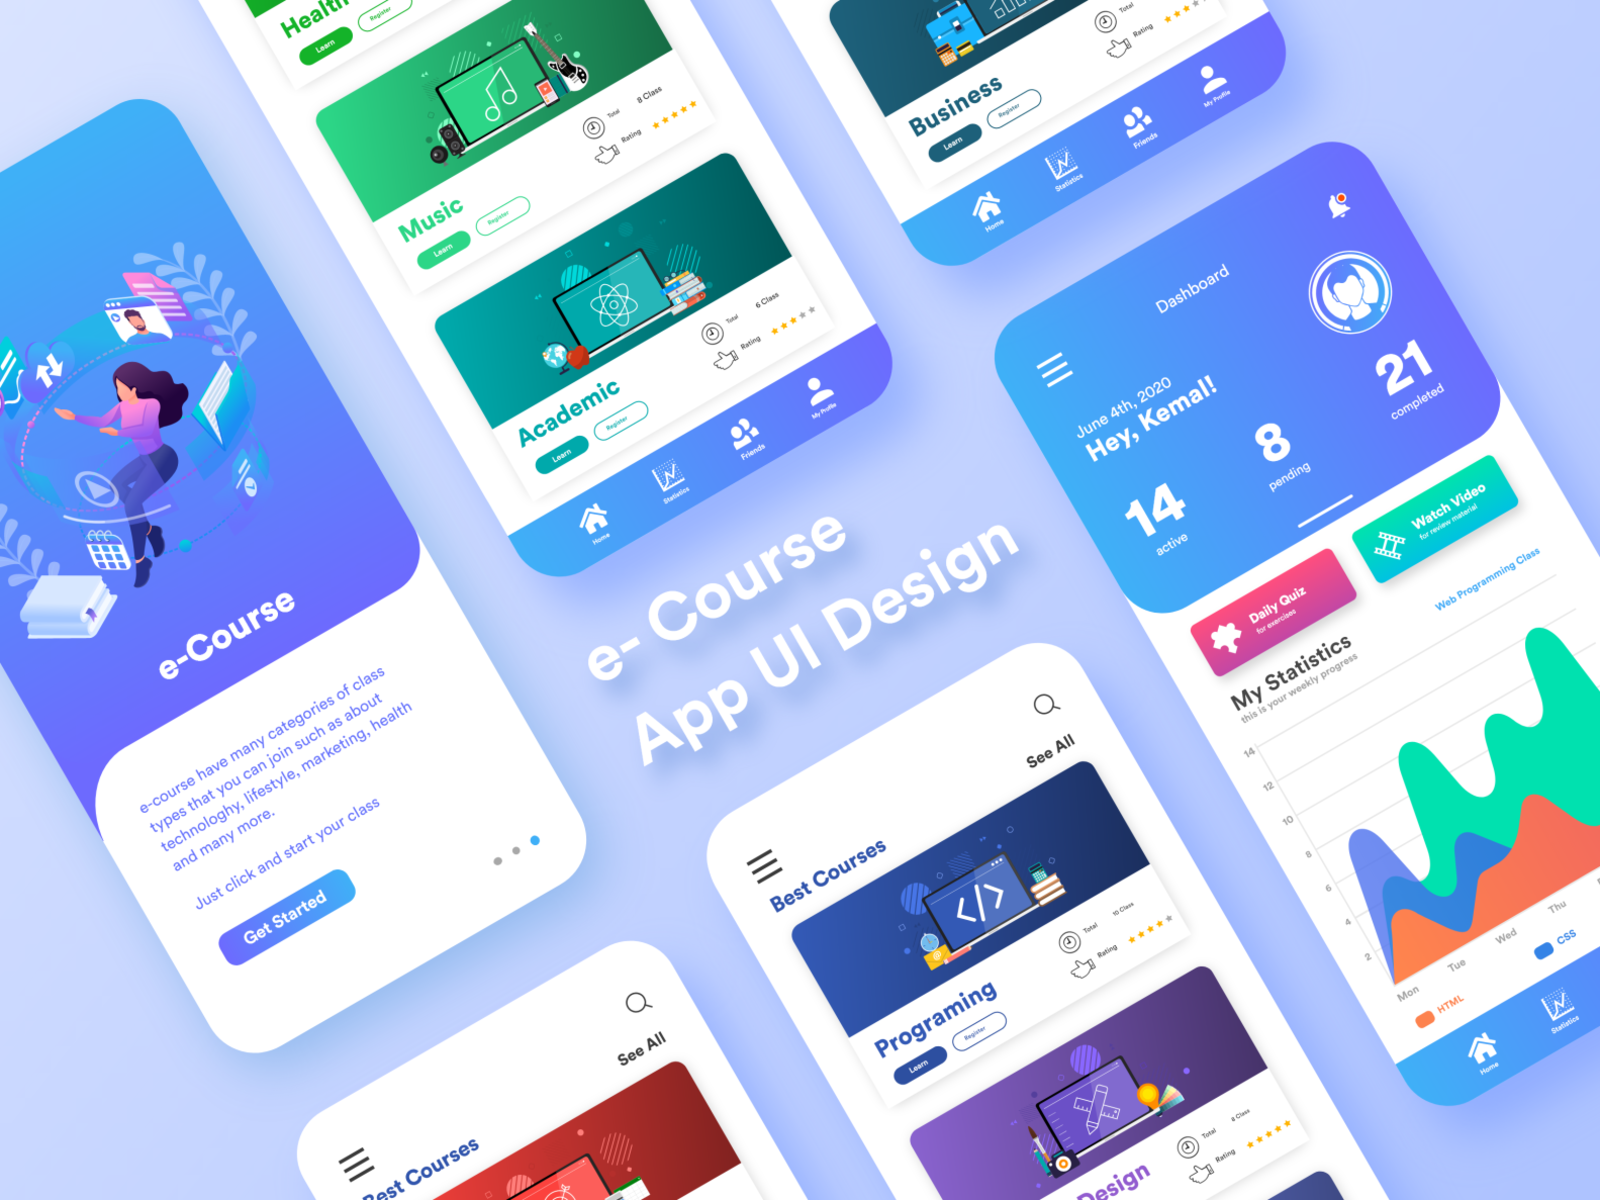 e-Course
e-course have many categories of class
types that you can join such as about
technologhy, lifestyle, marketing, health
and many more.
Just click and start your class
Get Started
Health
Learn
Register
Music
Learn
Register
Total
8 Class
Rating
Academic
Learn
Register
Total
6 Class
Rating
Home
Statistics
Friends
My Profile
Business
Learn
Register
Total
Rating
Home
Statistics
Friends
My Profile
e- Course
App UI Design
Dashboard
June 4th, 2020
Hey, Kemal!
14
active
8
pending
21
completed
Daily Quiz
for exercises
Watch Video
for review material
My Statistics
this is your weekly progress
Web Programming Class
14
12
10
8
6
4
2
Mon
Tue
Wed
Thu
HTML
CSS
Home
Statistics
See All
Best Courses
Programing
Learn
Register
Total
10 Class
Rating
Design
Total
8 Class
Rating
See All
Best Courses